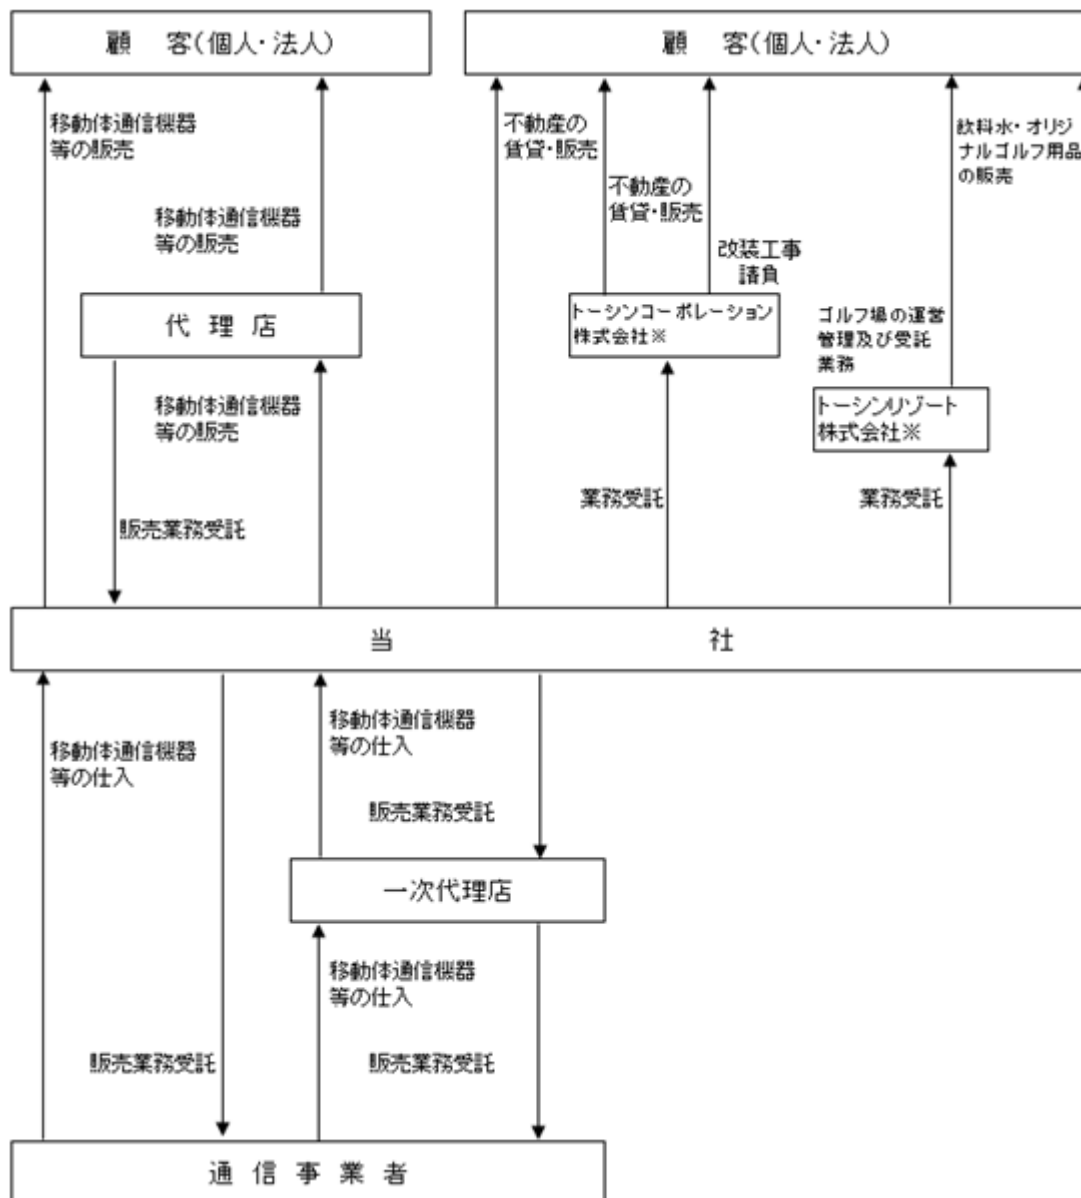 顧 客(個人・法人)
顧 客(個人・法人)
移動体通信機器
等の販売
移動体通信機器
等の販売
不動産の
賃貸・販売
不動産の
賃貸・販売
改装工事
請負
飲料水・オリジ
ナルゴルフ用品
の販売
代 理 店
トーシンコーポレーション
株式会社※
ゴルフ場の運営
管理及び受託
業務
トーシンリゾート
株式会社※
移動体通信機器
等の販売
販売業務受託
業務受託
業務受託
当 社
移動体通信機器
等の仕入
移動体通信機器
等の仕入
販売業務受託
一次代理店
移動体通信機器
等の仕入
販売業務受託
販売業務受託
通 信 事 業 者